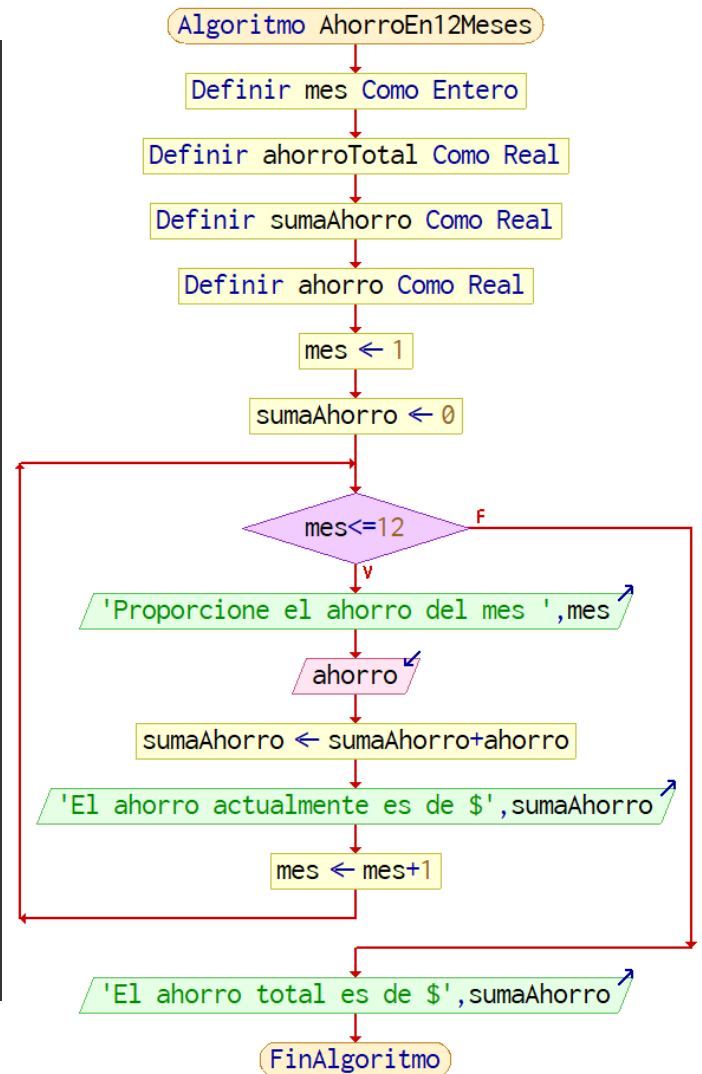 Algoritmo AhorroEn12Meses
Definir mes Como Entero
Definir ahorroTotal Como Real
Definir sumaAhorro Como Real
Definir ahorro Como Real
mes ← 1
sumaAhorro ← 0
mes<=12
F
V
'Proporcione el ahorro del mes ',mes
ahorro
sumaAhorro ← sumaAhorro+ahorro
'El ahorro actualmente es de $',sumaAhorro
mes ← mes+1
'El ahorro total es de $',sumaAhorro
FinAlgoritmo